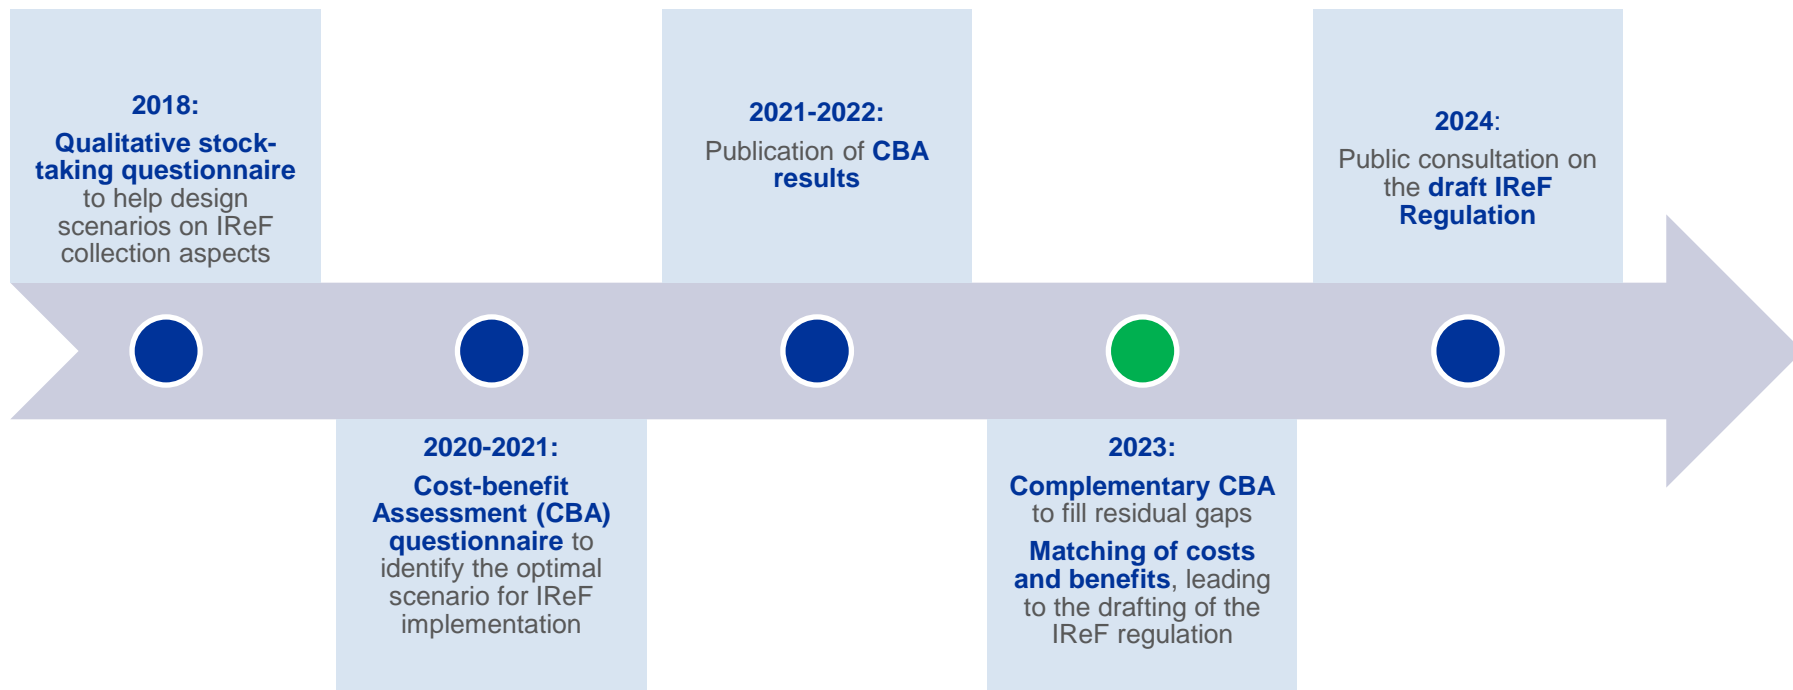 2018:
Qualitative stock-
taking questionnaire
to help design
scenarios on IReF
collection aspects
2020-2021:
Cost-benefit
Assessment (CBA)
questionnaire to
identify the optimal
scenario for IReF
implementation
2021-2022:
Publication of CBA
results
2023:
Complementary CBA
to fill residual gaps
Matching of costs
and benefits, leading
to the drafting of the
IReF regulation
2024:
Public consultation on
the draft IReF
Regulation